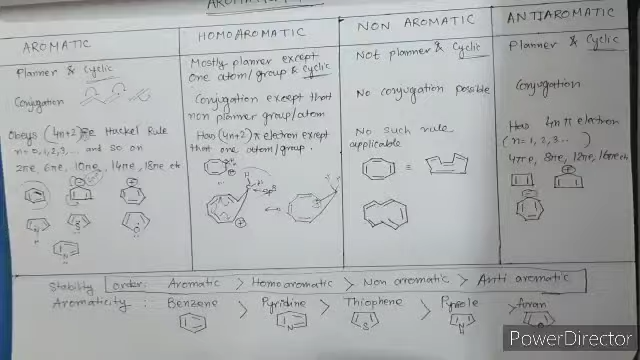 AROMATIC
Planner & Cyclic
Conjugation
Obeys (4n+2)πe Huckel Rule
n=0,1,2,3,... and so on
2πe, 6πe, 10πe, 14πe, 18πe etc
HOMOAROMATIC
Mostly planner except
one atom/group & cyclic
Conjugation except that
non planner group/atom
Has (4n+2) π electron except
that one atom/group.
NON AROMATIC
Not planner & Cyclic
No conjugation possible
No such rule
applicable
ANTIAROMATIC
Planner & Cyclic
Conjugation
Has 4n π electron
(n=1,2,3...)
4πe, 8πe, 12πe, 16πe etc
Stability order: Aromatic > Homoaromatic > Non aromatic > Anti aromatic
Aromaticity : Benzene > Pyridine > Thiophene > Pyrrole > Furan
N S N
H
PowerDirector